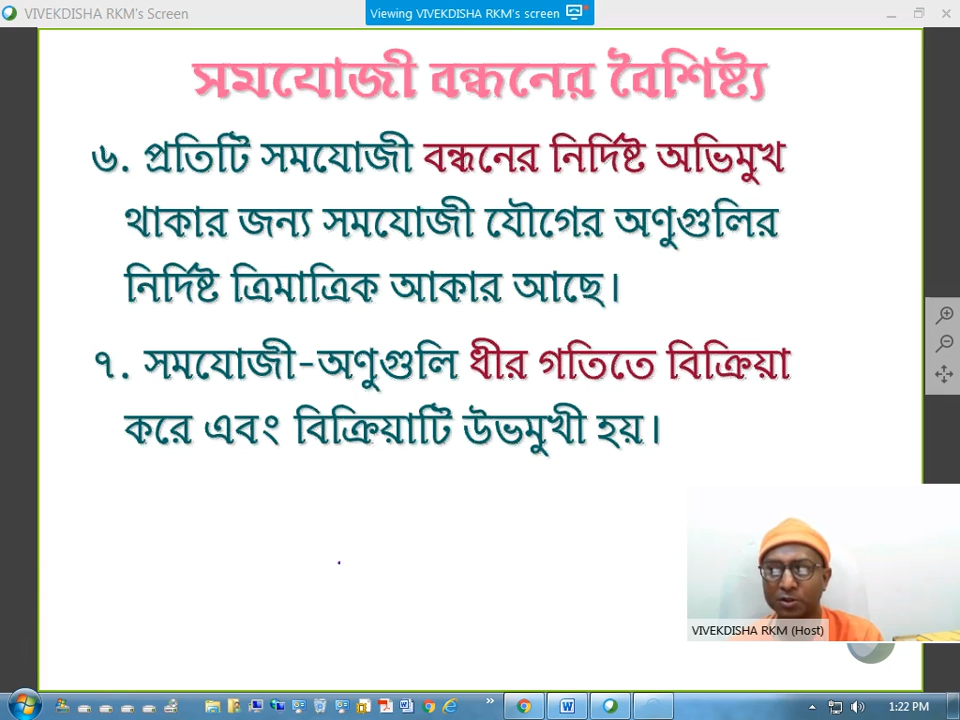 VIVEKDISHA RKM's Screen
Viewing VIVEKDISHA RKM's screen
সমযোজী বন্ধনের বৈশিষ্ট্য
৬. প্রতিটি সমযোজী বন্ধনের নির্দিষ্ট অভিমুখ
থাকার জন্য সমযোজী যৌগের অণুগুলির
নির্দিষ্ট ত্রিমাত্রিক আকার আছে।
৭. সমযোজী-অণুগুলি ধীর গতিতে বিক্রিয়া
করে এবং বিক্রিয়াটি উভমুখী হয়।
VIVEKDISHA RKM (Host)
1:22 PM